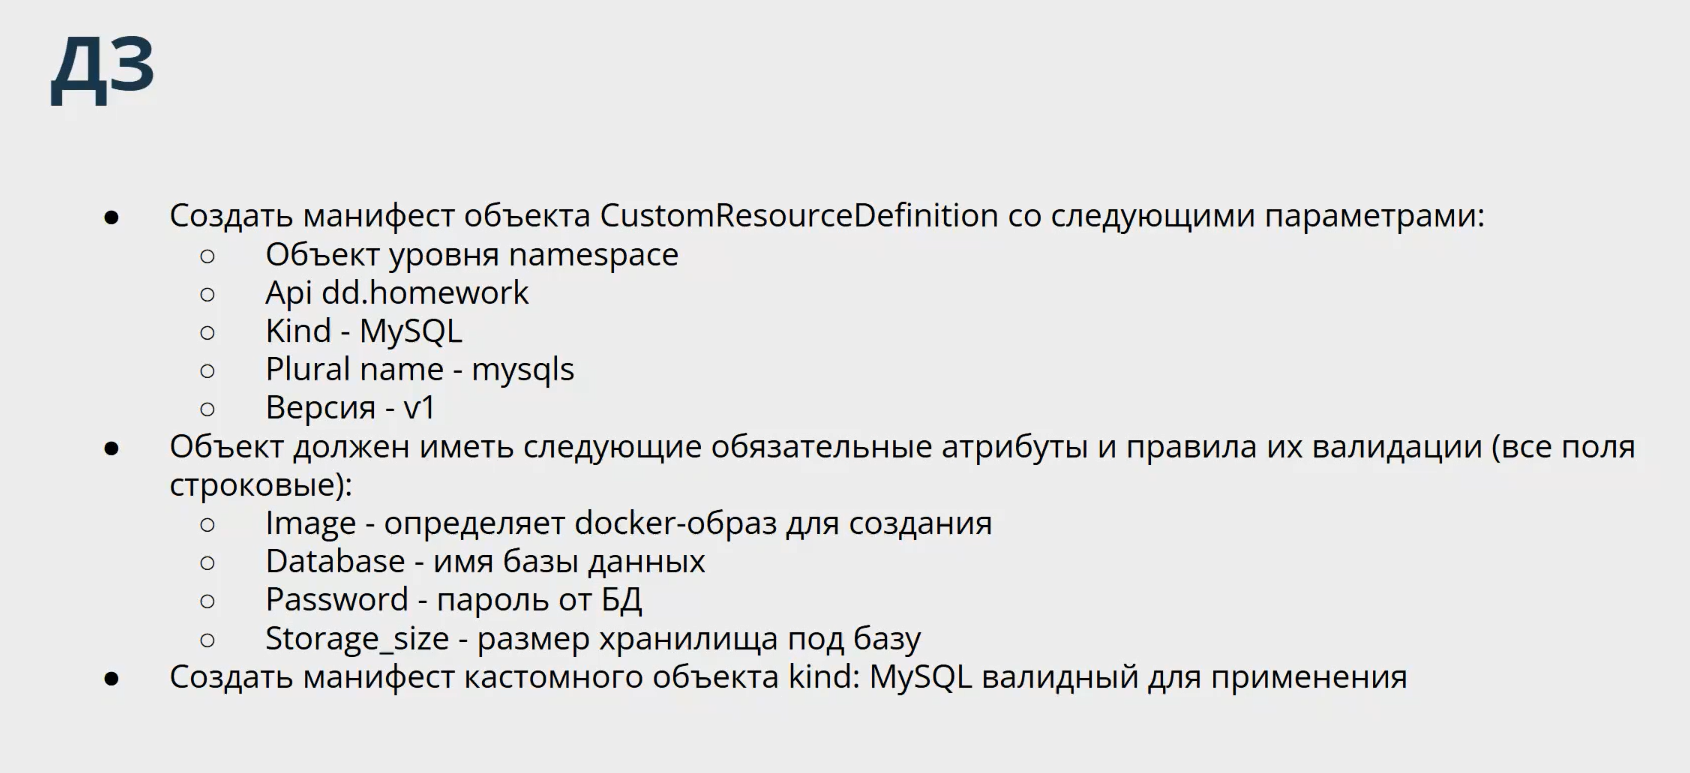 ДЗ
● Создать манифест объекта CustomResourceDefinition со следующими параметрами:
○ Объект уровня namespace
○ Api dd.homework
○ Kind - MySQL
○ Plural name - mysqls
○ Версия - v1
● Объект должен иметь следующие обязательные атрибуты и правила их валидации (все поля
строковые):
○ Image - определяет docker-образ для создания
○ Database - имя базы данных
○ Password - пароль от БД
○ Storage_size - размер хранилища под базу
● Создать манифест кастомного объекта kind: MySQL валидный для применения